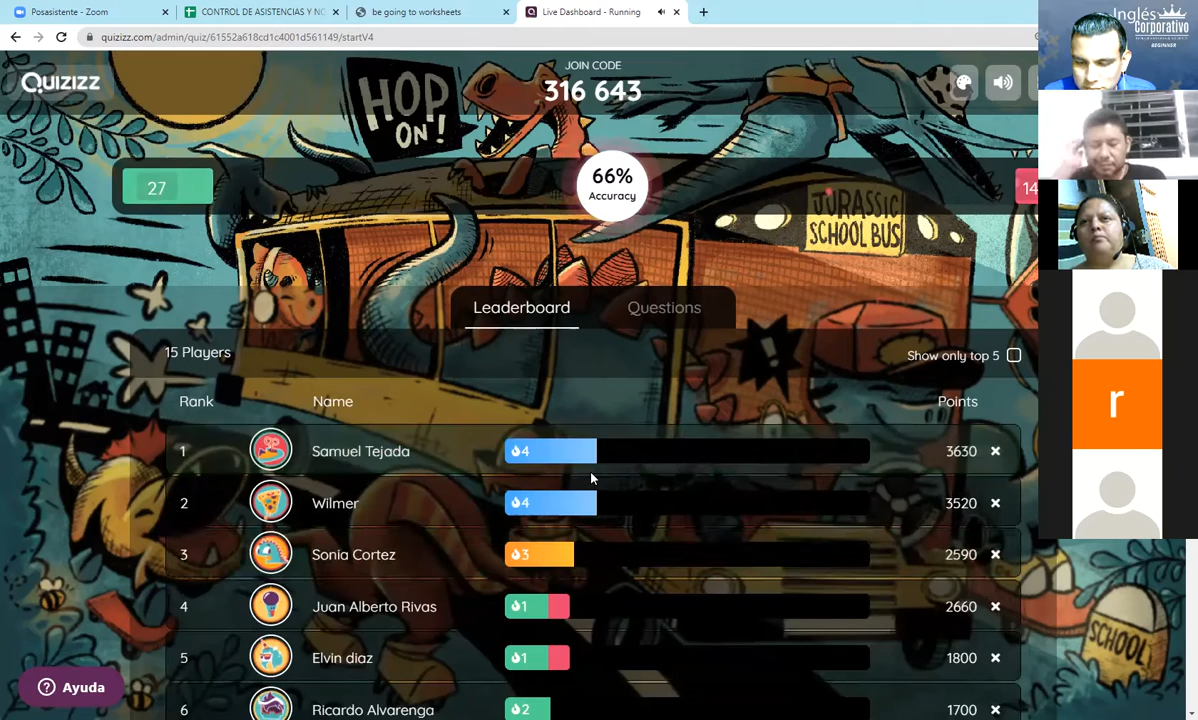 Posasistente - Zoom
CONTROL DE ASISTENCIAS Y NO
be going to worksheets
Live Dashboard - Running
quizizz.com/admin/quiz/61552a618cd1c4001d561149/startV4
Inglés
Corporativo
BEGINNER
Quizizz
HOP
ON!
JOIN CODE
316 643
27
66%
Accuracy
14
JURASSIC
SCHOOL BUS
Leaderboard
Questions
15 Players
Show only top 5
Rank
Name
Points
1
Samuel Tejada
4
3630
2
Wilmer
4
3520
3
Sonia Cortez
3
2590
4
Juan Alberto Rivas
1
2660
5
Elvin diaz
1
1800
6
Ricardo Alvarenga
2
1700
r
SCHOOL
Ayuda